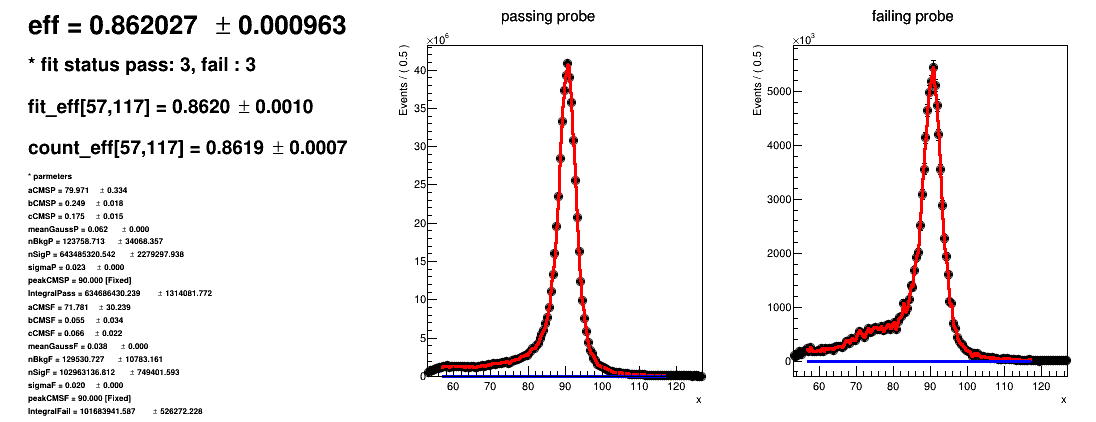 eff = 0.862027 ± 0.000963
* fit status pass: 3, fail : 3
fit_eff[57,117] = 0.8620 ± 0.0010
count_eff[57,117] = 0.8619 ± 0.0007
* parmeters
aCMSP = 79.971 ± 0.334
bCMSP = 0.249 ± 0.018
cCMSP = 0.175 ± 0.015
meanGaussP = 0.062 ± 0.000
nBkgP = 123758.713 ± 34068.357
nSigP = 643485320.542 ± 2279297.938
sigmaP = 0.023 ± 0.000
peakCMSP = 90.000 [Fixed]
IntegralPass = 634686430.239 ± 1314081.772
aCMSF = 71.781 ± 30.239
bCMSF = 0.055 ± 0.034
cCMSF = 0.066 ± 0.022
meanGaussF = 0.038 ± 0.000
nBkgF = 129530.727 ± 10783.161
nSigF = 102963136.812 ± 749401.593
sigmaF = 0.020 ± 0.000
peakCMSF = 90.000 [Fixed]
IntegralFail = 101683941.587 ± 526272.228
passing probe
×10⁶
Events / ( 0.5 )
40
35
30
25
20
15
10
5
0
60 70 80 90 100 110 120
x
failing probe
×10³
Events / ( 0.5 )
5000
4000
3000
2000
1000
0
60 70 80 90 100 110 120
x